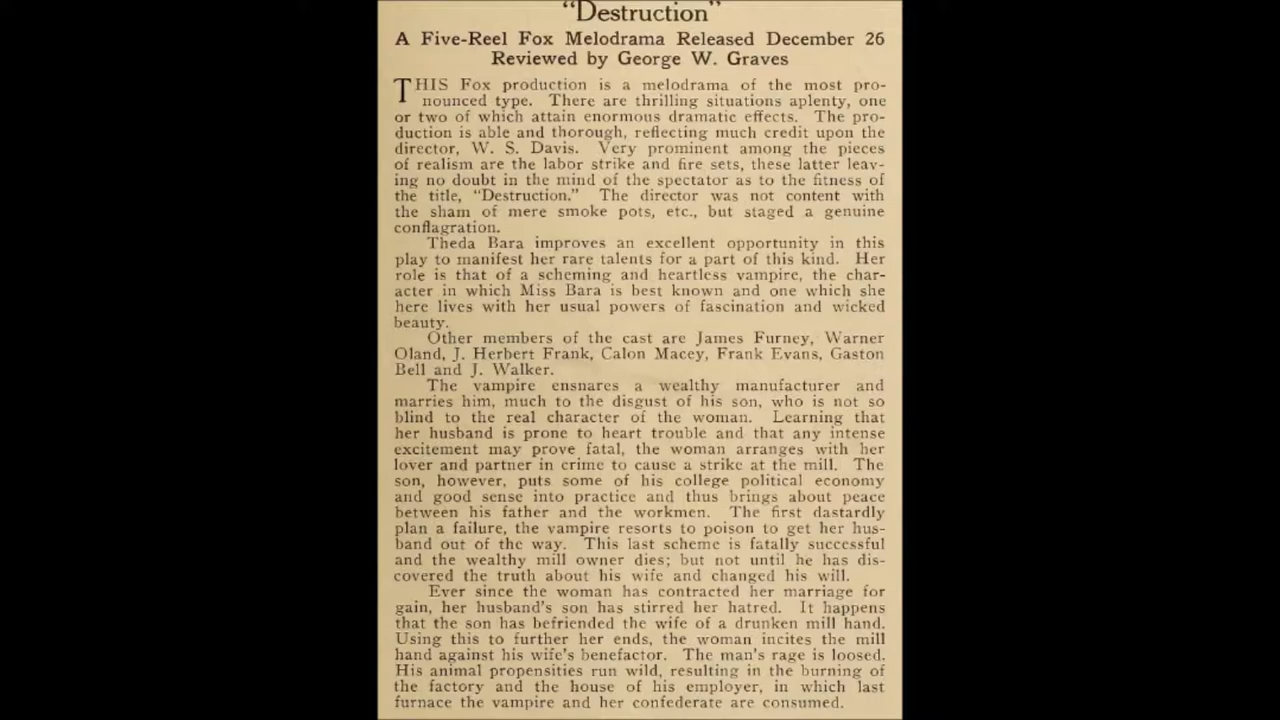 "Destruction"
A Five-Reel Fox Melodrama Released December 26
Reviewed by George W. Graves
THIS Fox production is a melodrama of the most pro-
nounced type. There are thrilling situations aplenty, one
or two of which attain enormous dramatic effects. The pro-
duction is able and thorough, reflecting much credit upon the
director, W. S. Davis. Very prominent among the pieces
of realism are the labor strike and fire sets, these latter leav-
ing no doubt in the mind of the spectator as to the fitness of
the title, "Destruction." The director was not content with
the sham of mere smoke pots, etc., but staged a genuine
conflagration.
Theda Bara improves an excellent opportunity in this
play to manifest her rare talents for a part of this kind. Her
role is that of a scheming and heartless vampire, the char-
acter in which Miss Bara is best known and one which she
here lives with her usual powers of fascination and wicked
beauty.
Other members of the cast are James Furney, Warner
Oland, J. Herbert Frank, Calon Macey, Frank Evans, Gaston
Bell and J. Walker.
The vampire ensnares a wealthy manufacturer and
marries him, much to the disgust of his son, who is not so
blind to the real character of the woman. Learning that
her husband is prone to heart trouble and that any intense
excitement may prove fatal, the woman arranges with her
lover and partner in crime to cause a strike at the mill. The
son, however, puts some of his college political economy
and good sense into practice and thus brings about peace
between his father and the workmen. The first dastardly
plan a failure, the vampire resorts to poison to get her hus-
band out of the way. This last scheme is fatally successful
and the wealthy mill owner dies; but not until he has dis-
covered the truth about his wife and changed his will.
Ever since the woman has contracted her marriage for
gain, her husband's son has stirred her hatred. It happens
that the son has befriended the wife of a drunken mill hand.
Using this to further her ends, the woman incites the mill
hand against his wife's benefactor. The man's rage is loosed.
His animal propensities run wild, resulting in the burning of
the factory and the house of his employer, in which last
furnace the vampire and her confederate are consumed.